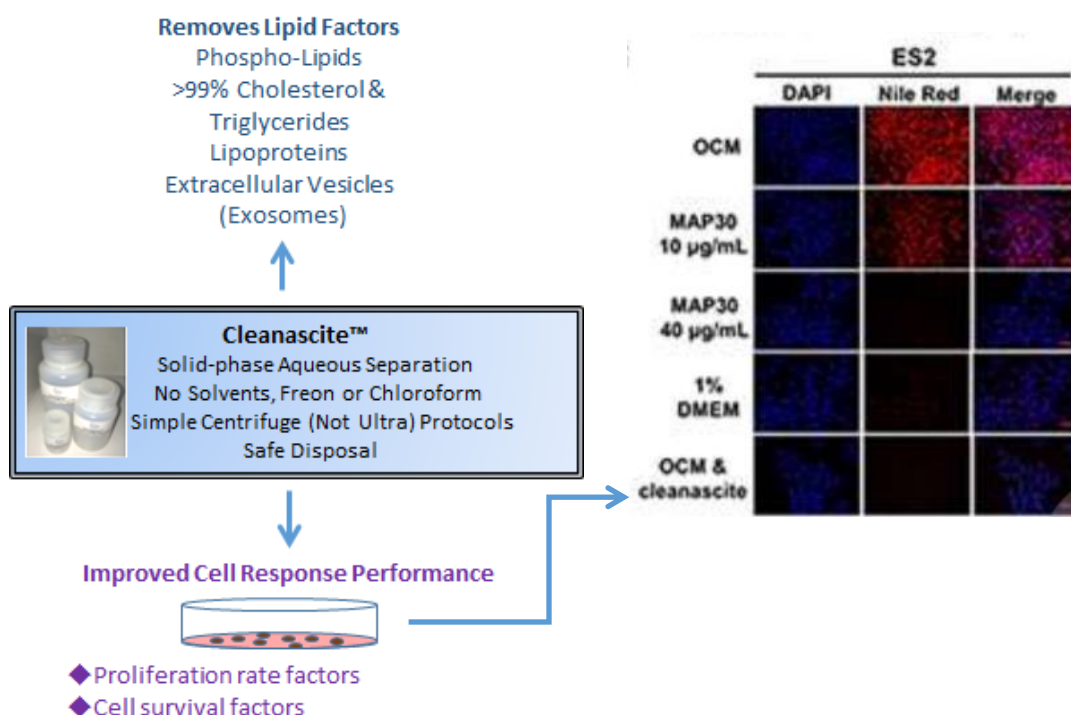 Removes Lipid Factors
Phospho-Lipids
>99% Cholesterol &
Triglycerides
Lipoproteins
Extracellular Vesicles
(Exosomes)
Cleanascite™
Solid-phase Aqueous Separation
No Solvents, Freon or Chloroform
Simple Centrifuge (Not Ultra) Protocols
Safe Disposal
Improved Cell Response Performance
◆Proliferation rate factors
◆Cell survival factors
ES2
DAPI Nile Red Merge
OCM
MAP30
10 µg/mL
MAP30
40 µg/mL
1%
DMEM
OCM &
cleanascite